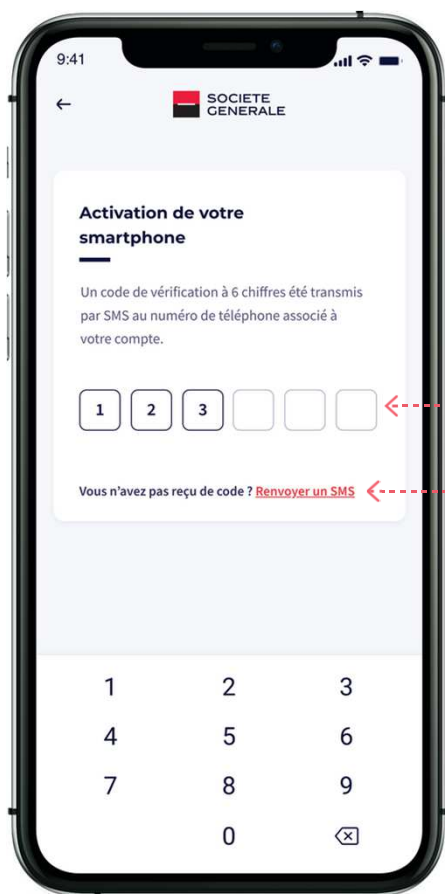 9:41
SOCIETE
GENERALE
Activation de votre
smartphone
Un code de vérification à 6 chiffres été transmis
par SMS au numéro de téléphone associé à
votre compte.
1 2 3
Vous n'avez pas reçu de code ? Renvoyer un SMS
1 2 3
4 5 6
7 8 9
0